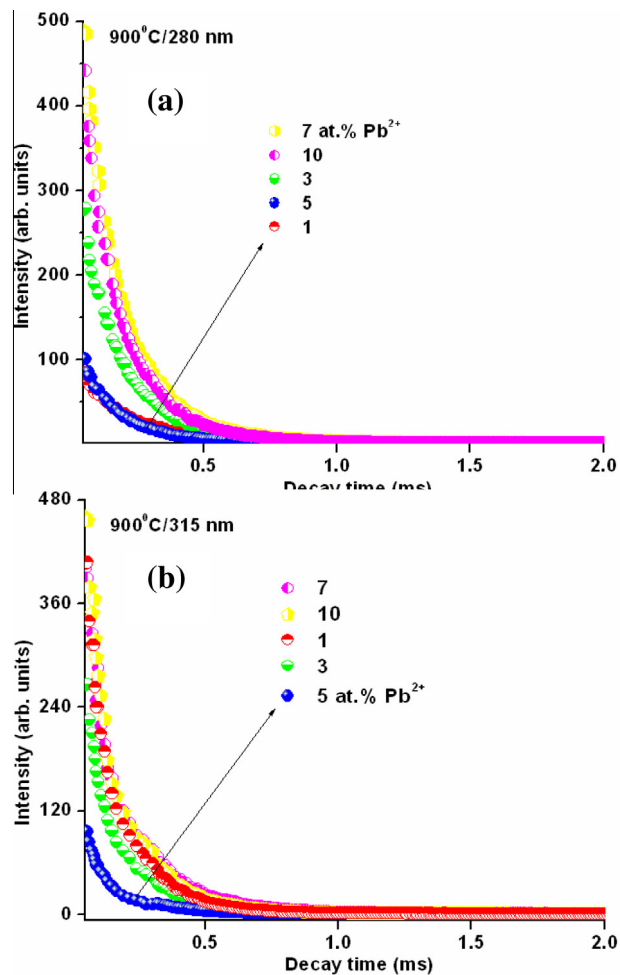 500
900⁰C/280 nm
(a)
400
7 at.% Pb²⁺
10
3
5
1
300
200
100
Intensity (arb. units)
0.5 1.0 1.5 2.0
Decay time (ms)
480
900⁰C/315 nm
(b)
7
10
1
3
5 at.% Pb²⁺
360
240
120
0
Intensity (arb. units)
0.5 1.0 1.5 2.0
Decay time (ms)